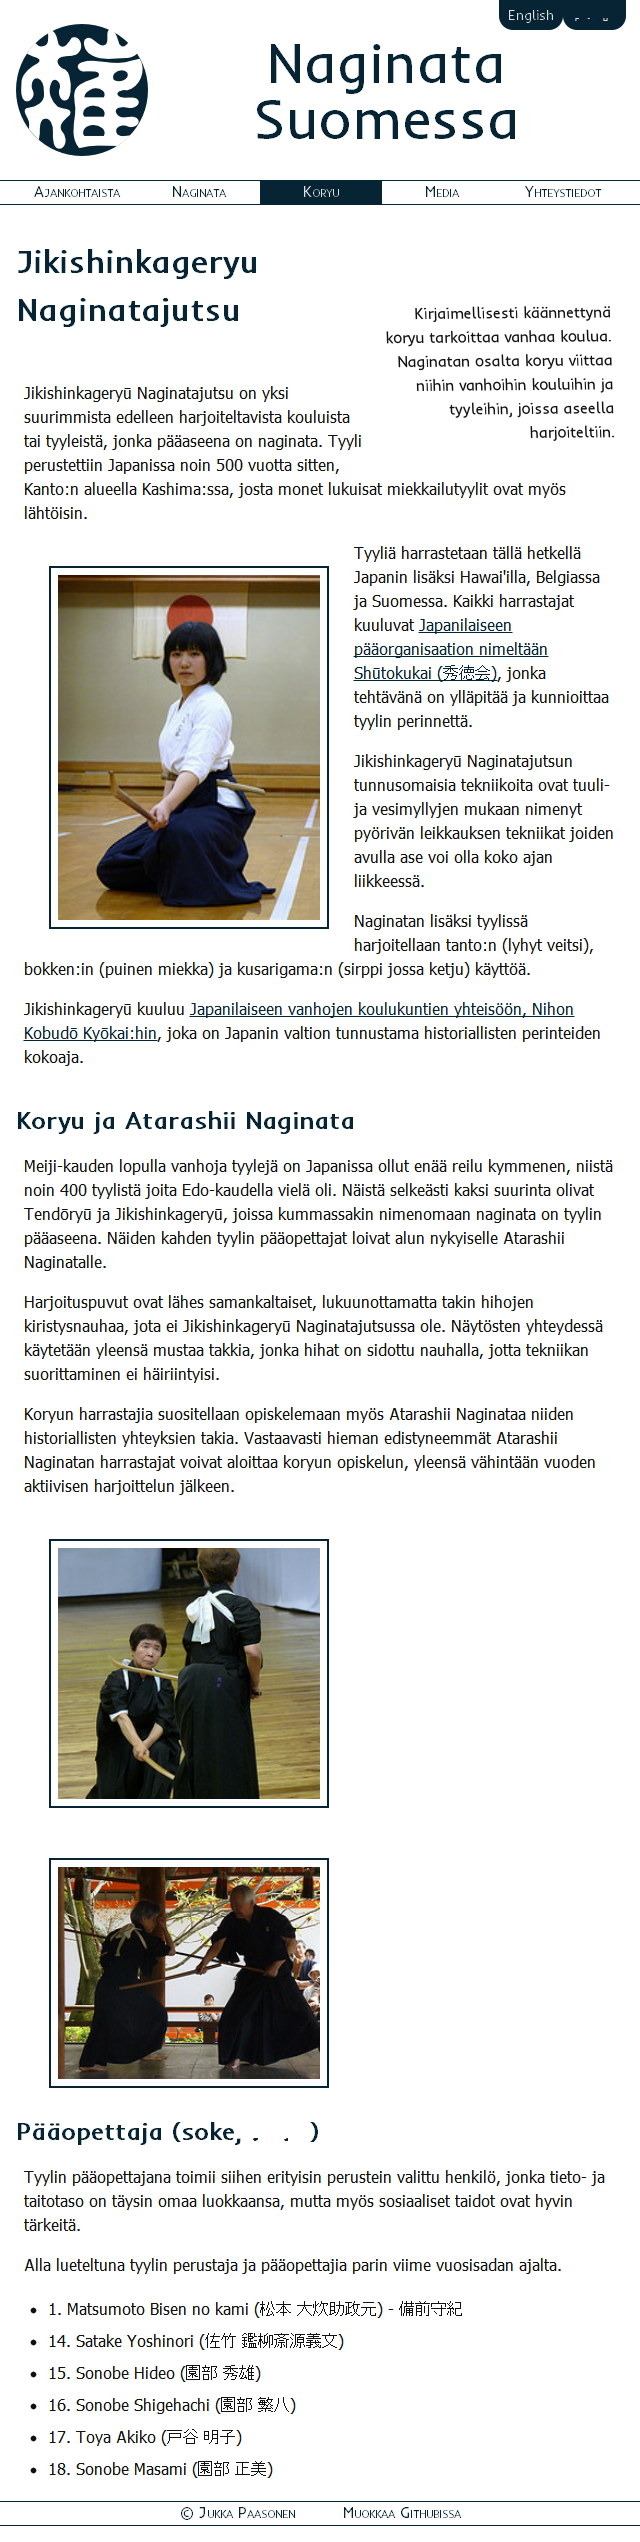 English
Naginata
Suomessa
Ajankohtaista Naginata Koryu Media Yhteystiedot
Jikishinkageryu
Naginatajutsu
Kirjaimellisesti käännettynä
koryu tarkoittaa vanhaa koulua.
Naginatan osalta koryu viittaa
niihin vanhoihin kouluihin ja
tyyleihin, joissa aseella
harjoiteltiin.
Jikishinkageryū Naginatajutsu on yksi
suurimmista edelleen harjoiteltavista kouluista
tai tyyleistä, jonka pääaseena on naginata. Tyyli
perustettiin Japanissa noin 500 vuotta sitten,
Kanto:n alueella Kashima:ssa, josta monet lukuisat miekkailutyylit ovat myös
lähtöisin.
Tyyliä harrastetaan tällä hetkellä
Japanin lisäksi Hawai'illa, Belgiassa
ja Suomessa. Kaikki harrastajat
kuuluvat Japanilaiseen
pääorganisaation nimeltään
Shūtokukai (秀徳会), jonka
tehtävänä on ylläpitää ja kunnioittaa
tyylin perinnettä.
Jikishinkageryū Naginatajutsun
tunnusomaisia tekniikoita ovat tuuli-
ja vesimyllyjen mukaan nimenyt
pyörivän leikkauksen tekniikat joiden
avulla ase voi olla koko ajan
liikkeessä.
Naginatan lisäksi tyylissä
harjoitellaan tanto:n (lyhyt veitsi),
bokken:in (puinen miekka) ja kusarigama:n (sirppi jossa ketju) käyttöä.
Jikishinkageryū kuuluu Japanilaiseen vanhojen koulukuntien yhteisöön, Nihon
Kobudō Kyōkai:hin, joka on Japanin valtion tunnustama historiallisten perinteiden
kokoaja.
Koryu ja Atarashii Naginata
Meiji-kauden lopulla vanhoja tyylejä on Japanissa ollut enää reilu kymmenen, niistä
noin 400 tyylistä joita Edo-kaudella vielä oli. Näistä selkeästi kaksi suurinta olivat
Tendōryū ja Jikishinkageryū, joissa kummassakin nimenomaan naginata on tyylin
pääaseena. Näiden kahden tyylin pääopettajat loivat alun nykyiselle Atarashii
Naginatalle.
Harjoituspuvut ovat lähes samankaltaiset, lukuunottamatta takin hihojen
kiristysnauhaa, jota ei Jikishinkageryū Naginatajutsussa ole. Näytösten yhteydessä
käytetään yleensä mustaa takkia, jonka hihat on sidottu nauhalla, jotta tekniikan
suorittaminen ei häiriintyisi.
Koryun harrastajia suositellaan opiskelemaan myös Atarashii Naginataa niiden
historiallisten yhteyksien takia. Vastaavasti hieman edistyneemmät Atarashii
Naginatan harrastajat voivat aloittaa koryun opiskelun, yleensä vähintään vuoden
aktiivisen harjoittelun jälkeen.
Pääopettaja (soke, )
Tyylin pääopettajana toimii siihen erityisin perustein valittu henkilö, jonka tieto- ja
taitotaso on täysin omaa luokkaansa, mutta myös sosiaaliset taidot ovat hyvin
tärkeitä.
Alla lueteltuna tyylin perustaja ja pääopettajia parin viime vuosisadan ajalta.
• 1. Matsumoto Bisen no kami (松本 大炊助政元) - 備前守紀
• 14. Satake Yoshinori (佐竹 鑑柳斎源義文)
• 15. Sonobe Hideo (園部 秀雄)
• 16. Sonobe Shigehachi (園部 繁八)
• 17. Toya Akiko (戸谷 明子)
• 18. Sonobe Masami (園部 正美)
© Jukka Paasonen Muokkaa Githubissa